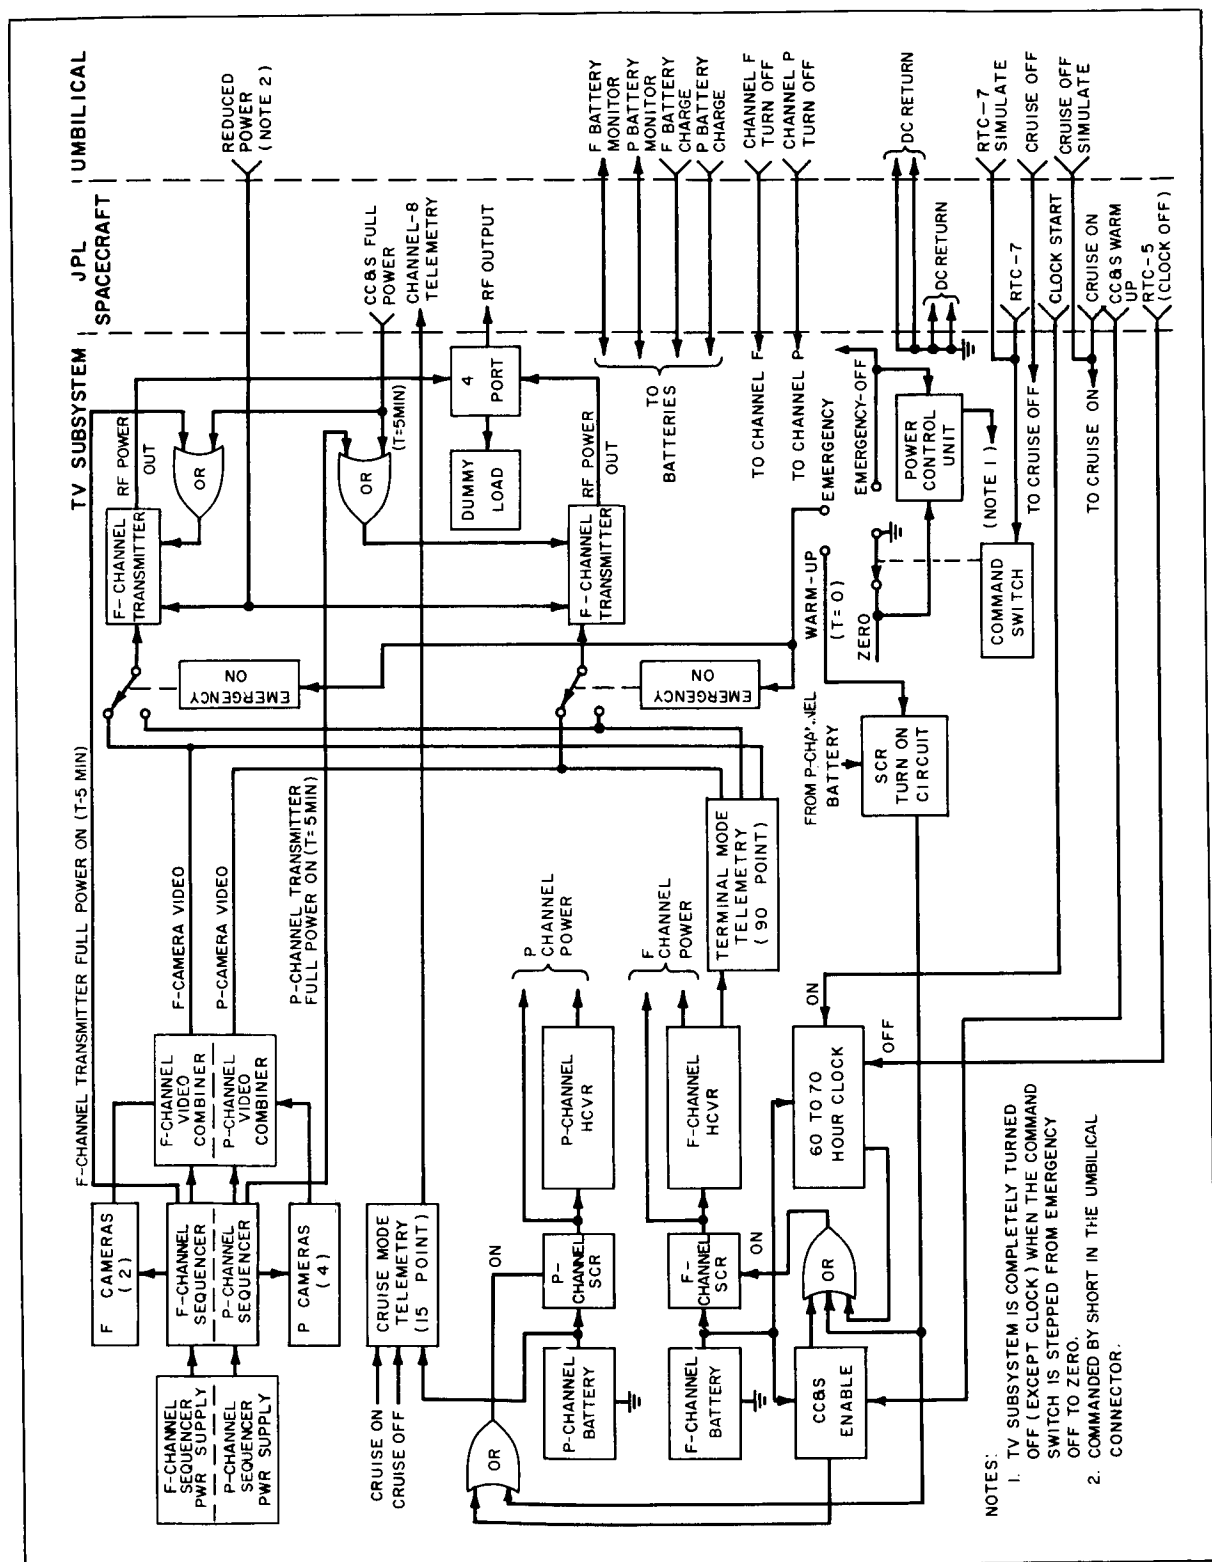 TV SUBSYSTEM
JPL
SPACECRAFT
UMBILICAL
F-CHANNEL TRANSMITTER FULL POWER ON (T-5 MIN)
F-CAMERA VIDEO
P-CAMERA VIDEO
P-CHANNEL TRANSMITTER
FULL POWER ON (T=5MIN)
F-CHANNEL
SEQUENCER
PWR SUPPLY
P-CHANNEL
SEQUENCER
PWR SUPPLY
F CAMERAS
(2)
F-CHANNEL
SEQUENCER
P-CHANNEL
SEQUENCER
P CAMERAS
(4)
F-CHANNEL
VIDEO
COMBINER
P-CHANNEL
VIDEO
COMBINER
EMERGENCY
ON
F-CHANNEL
TRANSMITTER
RF POWER
OUT
OR
REDUCED
POWER
(NOTE 2)
OR
(T=5MIN)
CC&S FULL
POWER
CHANNEL-8
TELEMETRY
4
PORT
RF OUTPUT
DUMMY
LOAD
EMERGENCY
ON
F-CHANNEL
TRANSMITTER
RF POWER
OUT
CRUISE ON
CRUISE OFF
CRUISE MODE
TELEMETRY
(15 POINT)
OR
ON
P-CHANNEL
BATTERY
P-CHANNEL
SCR
P-CHANNEL
HCVR
P
CHANNEL
POWER
F-CHANNEL
BATTERY
F-CHANNEL
SCR
ON
F-CHANNEL
HCVR
F
CHANNEL
POWER
TERMINAL MODE
TELEMETRY
(90 POINT)
TO
BATTERIES
F BATTERY
MONITOR
P BATTERY
MONITOR
F BATTERY
CHARGE
P BATTERY
CHARGE
TO CHANNEL F
CHANNEL F
TURN OFF
TO CHANNEL P
CHANNEL P
TURN OFF
CC&S
ENABLE
OR
60 TO 70
HOUR CLOCK
ON
OFF
FROM P-CHANNEL
BATTERY
SCR
TURN ON
CIRCUIT
WARM-UP
(T=0)
EMERGENCY
ZERO
EMERGENCY-OFF
POWER
CONTROL
UNIT
(NOTE 1)
DC RETURN
DC RETURN
COMMAND
SWITCH
RTC-7
RTC-7
SIMULATE
TO CRUISE OFF
CRUISE OFF
CLOCK START
CRUISE OFF
SIMULATE
TO CRUISE ON
CRUISE ON
CC&S WARM
UP
RTC-5
(CLOCK OFF)
NOTES:
1. TV SUBSYSTEM IS COMPLETELY TURNED
OFF (EXCEPT CLOCK) WHEN THE COMMAND
SWITCH IS STEPPED FROM EMERGENCY
OFF TO ZERO.
2. COMMANDED BY SHORT IN THE UMBILICAL
CONNECTOR.